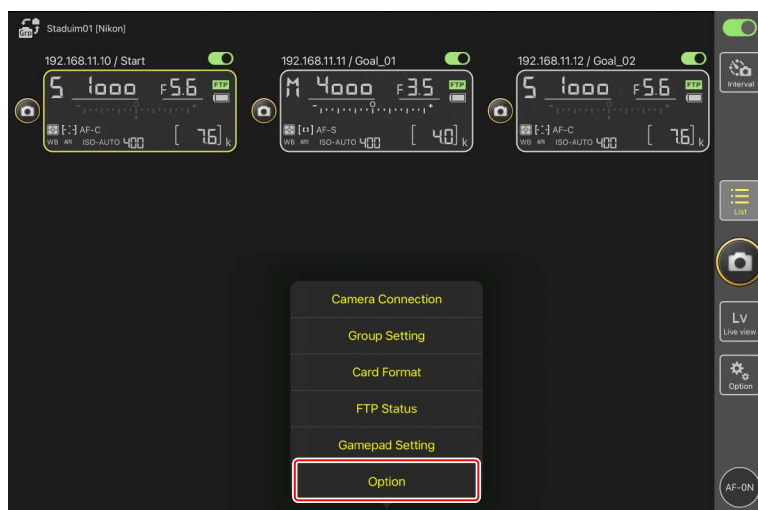 Grp
Staduim01 [Nikon]
192.168.11.10 / Start
S 1000 F5.6 FTP
AF-C
WB ISO-AUTO 400 [ 7.6] k
192.168.11.11 / Goal_01
M 4000 F3.5 FTP
AF-S
WB ISO-AUTO 400 [ 4.0] k
192.168.11.12 / Goal_02
S 1000 F5.6 FTP
AF-C
WB ISO-AUTO 400 [ 7.6] k
Interval
List
Lv
Live view
Option
AF-ON
Camera Connection
Group Setting
Card Format
FTP Status
Gamepad Setting
Option